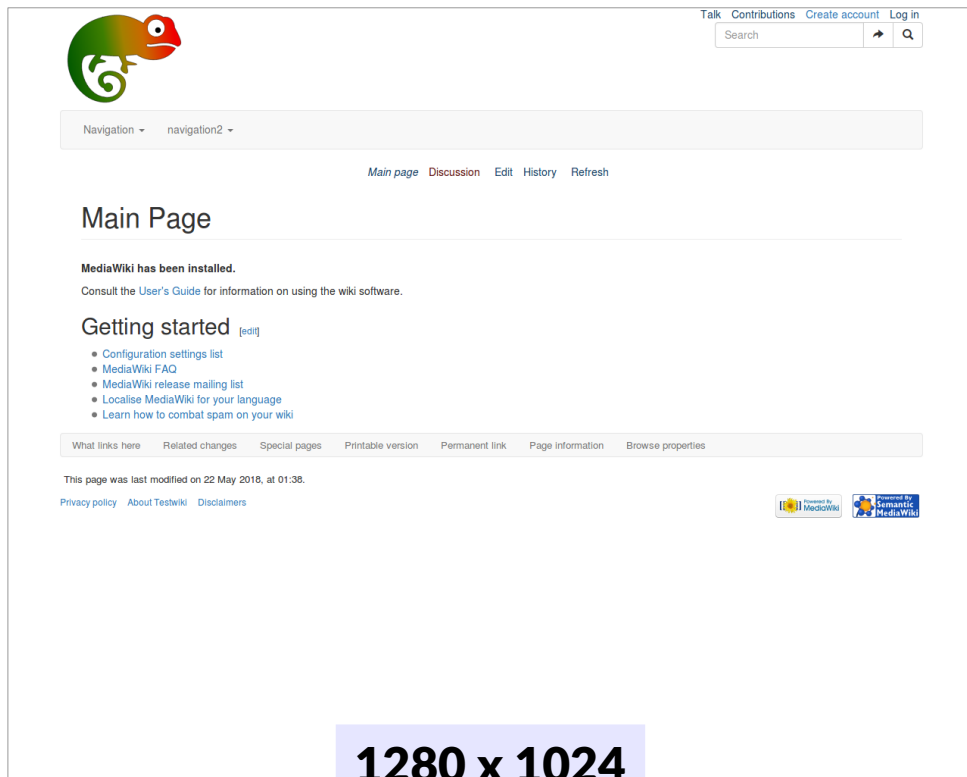 Talk Contributions Create account Log in
Search
Navigation navigation2
Main page Discussion Edit History Refresh
Main Page
MediaWiki has been installed.
Consult the User's Guide for information on using the wiki software.
Getting started [edit]
Configuration settings list
MediaWiki FAQ
MediaWiki release mailing list
Localise MediaWiki for your language
Learn how to combat spam on your wiki
What links here Related changes Special pages Printable version Permanent link Page information Browse properties
This page was last modified on 22 May 2018, at 01:38.
Privacy policy About Testwiki Disclaimers
Powered By
MediaWiki
Powered By
Semantic
MediaWiki
1280 x 1024